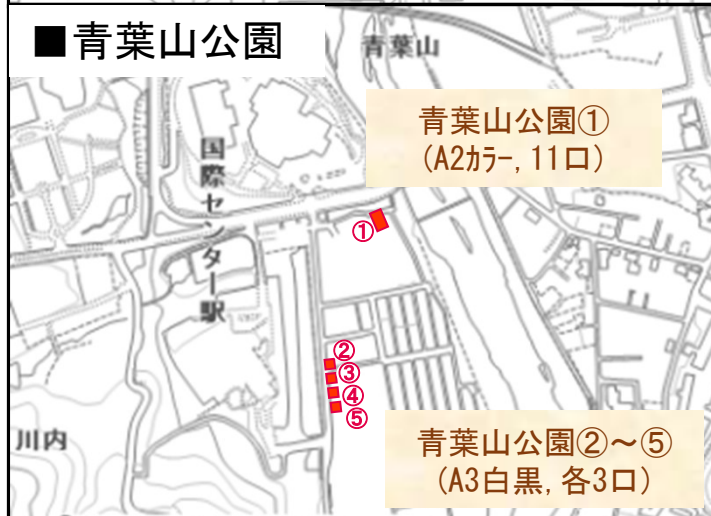 ■青葉山公園
青葉山
青葉山公園①
(A2ｶﾗｰ, 11口)
国際センター駅
①
②
③
④
⑤
川内
青葉山公園②～⑤
(A3白黒, 各3口)